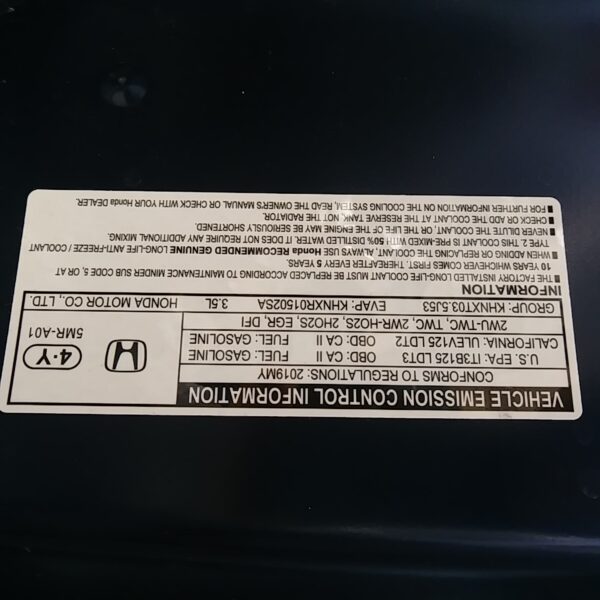 VEHICLE EMISSION CONTROL INFORMATION
CONFORMS TO REGULATIONS: 2019MY
U.S. EPA: IT3B125 LDT3 OBD: CA II FUEL: GASOLINE
CALIFORNIA: ULEV125 LDT2 OBD: CA II FUEL: GASOLINE
2WU-TWC, TWC, 2WR-HO2S, 2HO2S, EGR, DFI
GROUP: KHNXT03.5J53 EVAP: KHNXR015025A 3.5L HONDA MOTOR CO., LTD.
4·Y
5MR-A01
INFORMATION
■ THE FACTORY INSTALLED LONG-LIFE COOLANT MUST BE REPLACED ACCORDING TO MAINTENANCE MINDER SUB CODE 5, OR AT
10 YEARS WHICHEVER COMES FIRST, THEREAFTER EVERY 5 YEARS.
■ WHEN ADDING OR REPLACING THE COOLANT, ALWAYS USE Honda RECOMMENDED GENUINE LONG-LIFE ANTI-FREEZE / COOLANT
TYPE 2. THIS COOLANT IS PRE-MIXED WITH 50% DISTILLED WATER. IT DOES NOT REQUIRE ANY ADDITIONAL MIXING.
■ NEVER DILUTE, OR THE LIFE OF THE ENGINE MAY BE SERIOUSLY SHORTENED.
■ CHECK OR ADD THE COOLANT AT THE RESERVE TANK, NOT THE RADIATOR.
■ FOR FURTHER INFORMATION ON THE COOLING SYSTEM, READ THE OWNERS MANUAL OR CHECK WITH YOUR Honda DEALER.